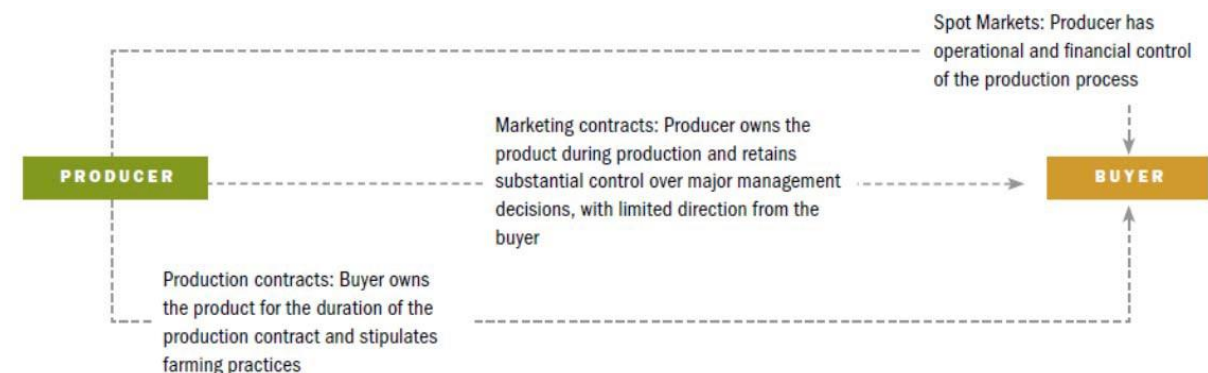 Spot Markets: Producer has
operational and financial control
of the production process
Marketing contracts: Producer owns the
product during production and retains
substantial control over major management
decisions, with limited direction from the
buyer
PRODUCER
BUYER
Production contracts: Buyer owns
the product for the duration of the
production contract and stipulates
farming practices